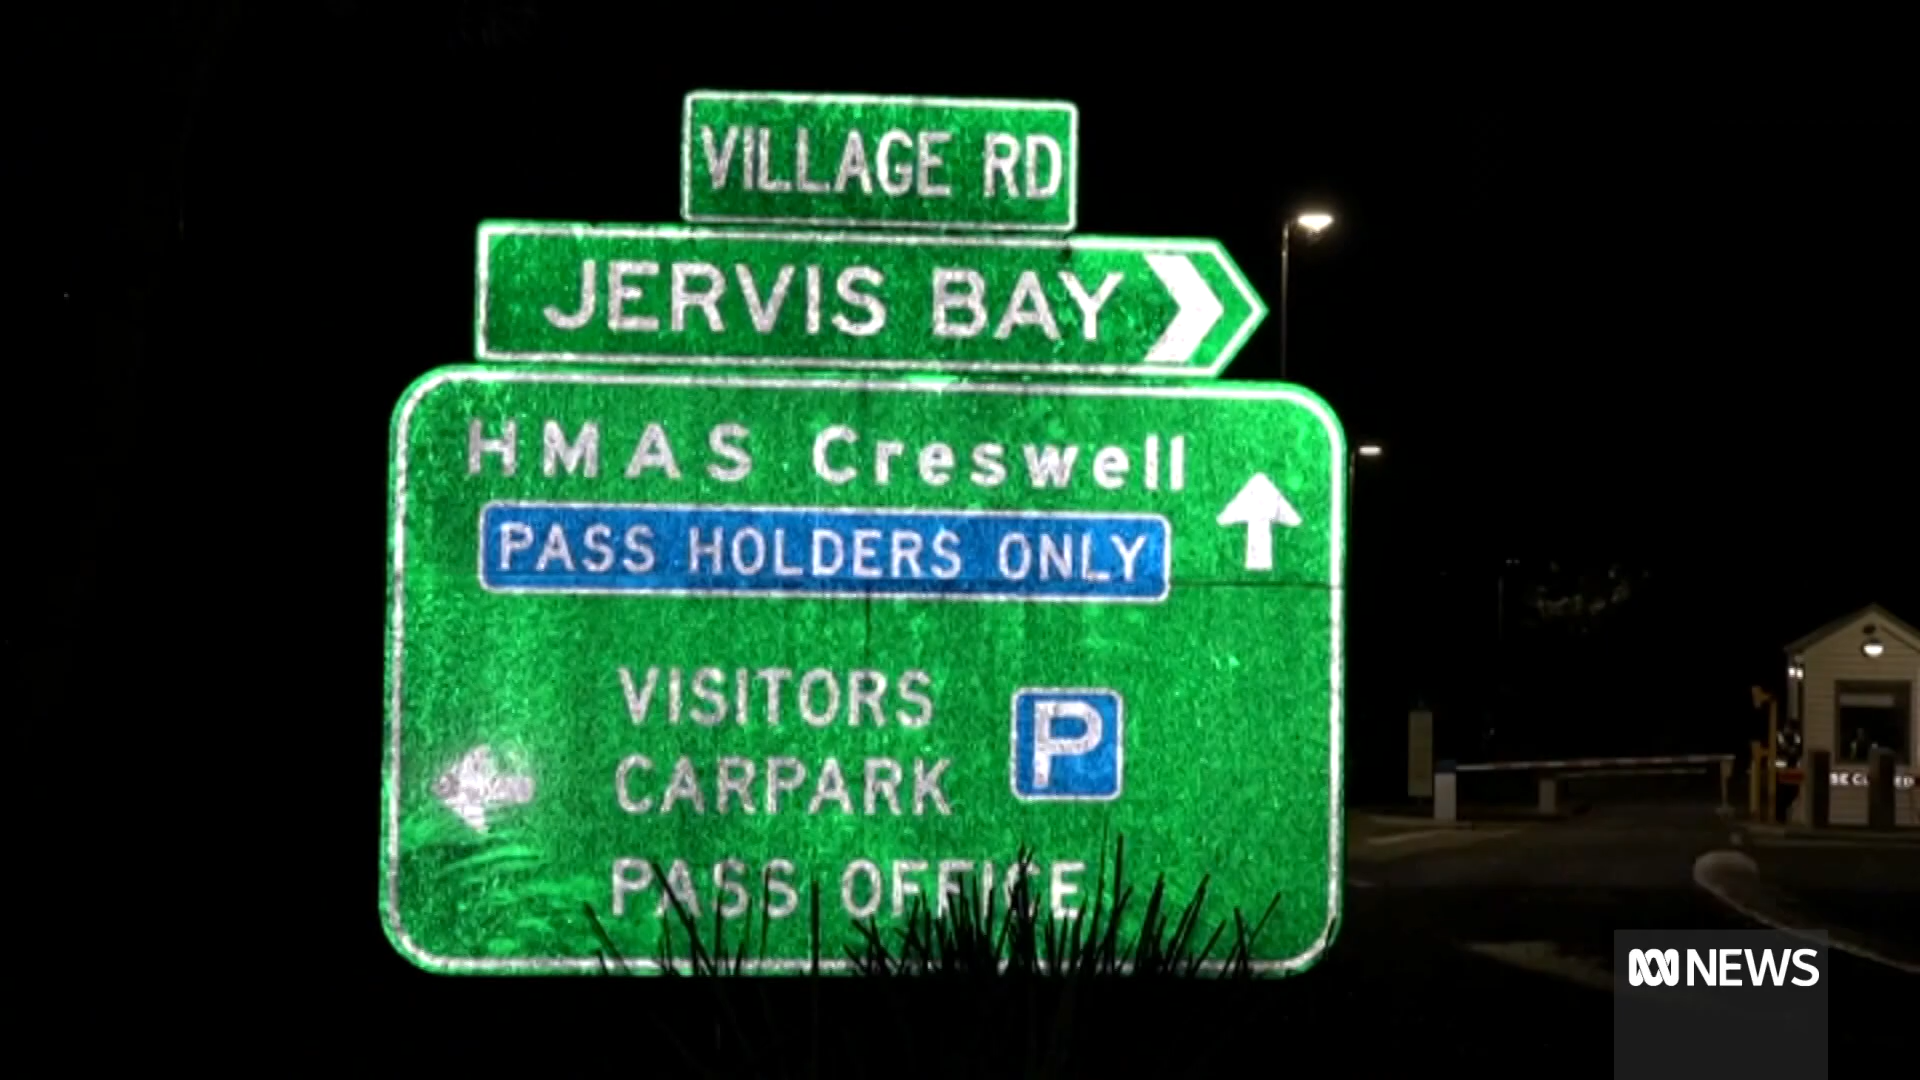 VILLAGE RD
JERVIS BAY
HMAS Creswell
PASS HOLDERS ONLY
VISITORS
CARPARK
P
PASS OFFICE
NEWS